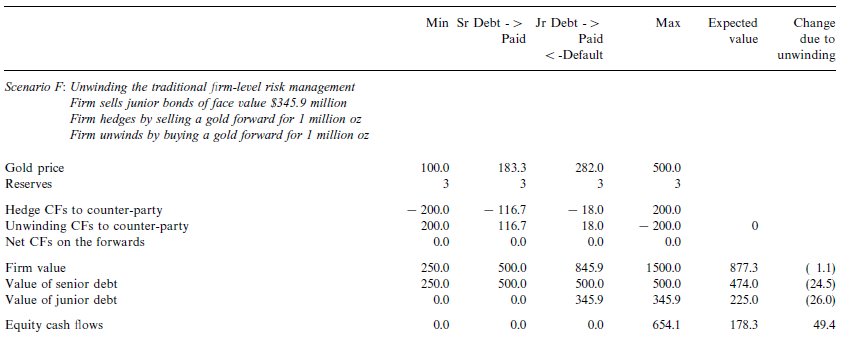 Min Sr Debt - > Jr Debt - > Max Expected Change
Paid Paid value due to
< -Default unwinding
Scenario F: Unwinding the traditional firm-level risk management
Firm sells junior bonds of face value $345.9 million
Firm hedges by selling a gold forward for 1 million oz
Firm unwinds by buying a gold forward for 1 million oz
Gold price 100.0 183.3 282.0 500.0
Reserves 3 3 3 3
Hedge CFs to counter-party − 200.0 − 116.7 − 18.0 200.0
Unwinding CFs to counter-party 200.0 116.7 18.0 − 200.0 0
Net CFs on the forwards 0.0 0.0 0.0 0.0
Firm value 250.0 500.0 845.9 1500.0 877.3 ( 1.1)
Value of senior debt 250.0 500.0 500.0 500.0 474.0 (24.5)
Value of junior debt 0.0 0.0 345.9 345.9 225.0 (26.0)
Equity cash flows 0.0 0.0 0.0 654.1 178.3 49.4